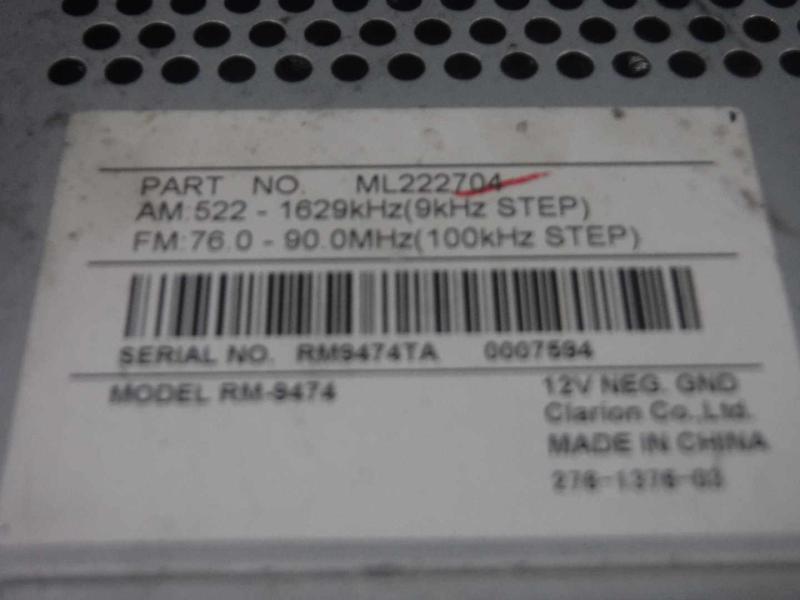 PART NO. ML222704
AM:522 - 1629kHz(9kHz STEP)
FM:76.0 - 90.0MHz(100kHz STEP)
SERIAL NO. RM9474TA 0007594
MODEL RM-9474
12V NEG. GND
Clarion Co.,Ltd.
MADE IN CHINA
276-1376-03